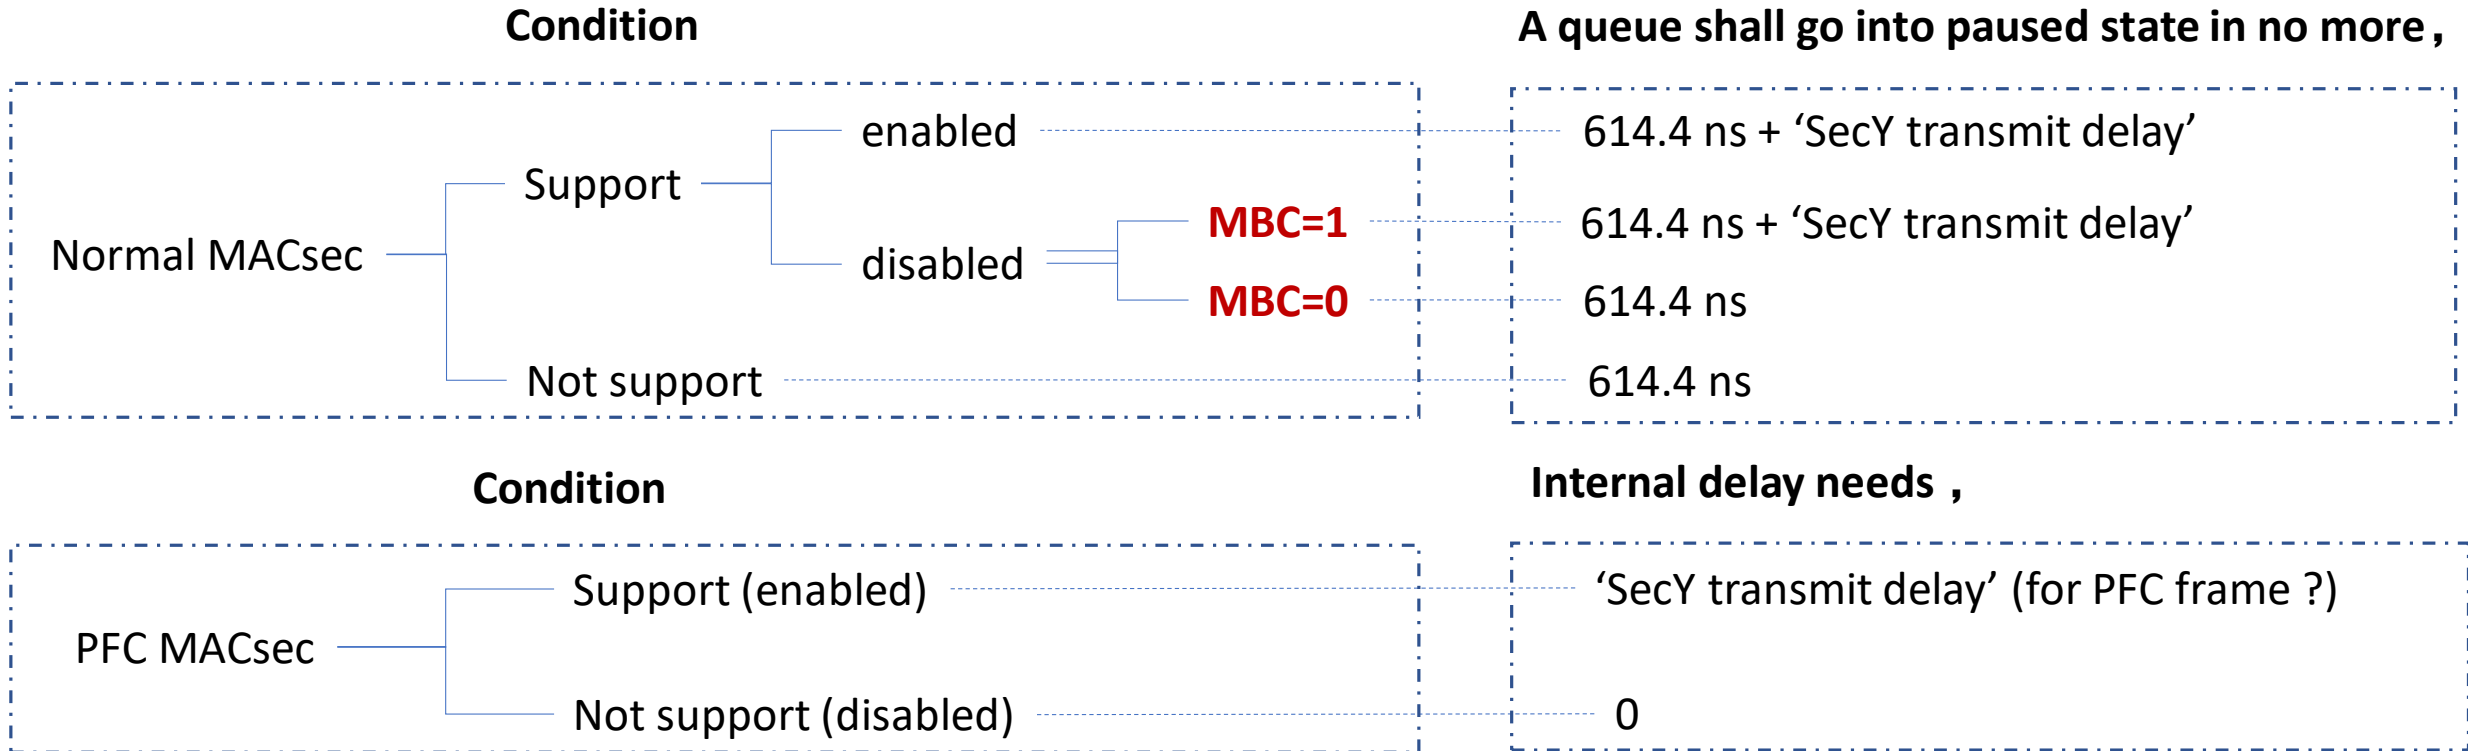 Condition
A queue shall go into paused state in no more，
enabled
614.4 ns + ‘SecY transmit delay’
Support
MBC=1
614.4 ns + ‘SecY transmit delay’
Normal MACsec
disabled
MBC=0
614.4 ns
Not support
614.4 ns
Condition
Internal delay needs，
Support (enabled)
‘SecY transmit delay’ (for PFC frame ?)
PFC MACsec
Not support (disabled)
0